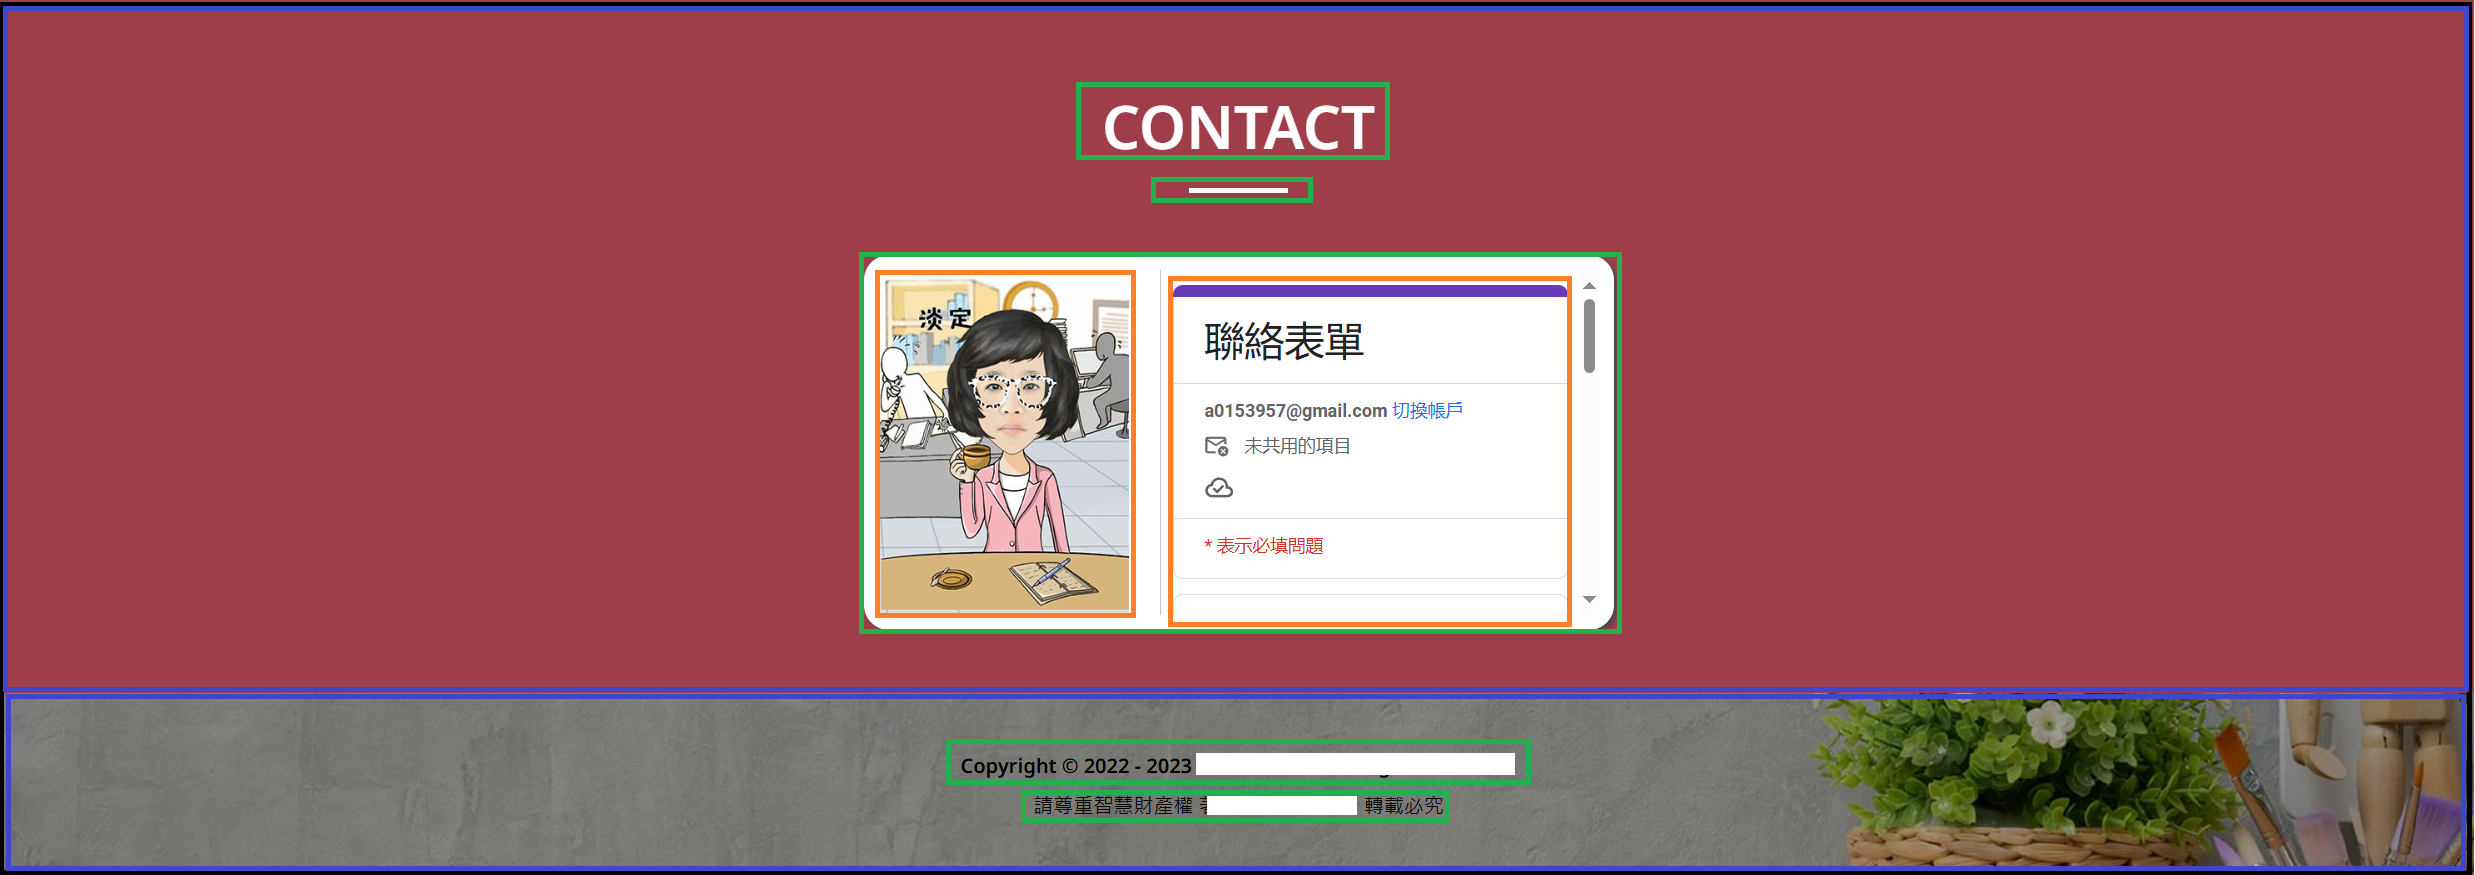 CONTACT
淡定
聯絡表單
a0153957@gmail.com 切換帳戶
未共用的項目
* 表示必填問題
Copyright © 2022 - 2023
請尊重智慧財產權 轉載必究